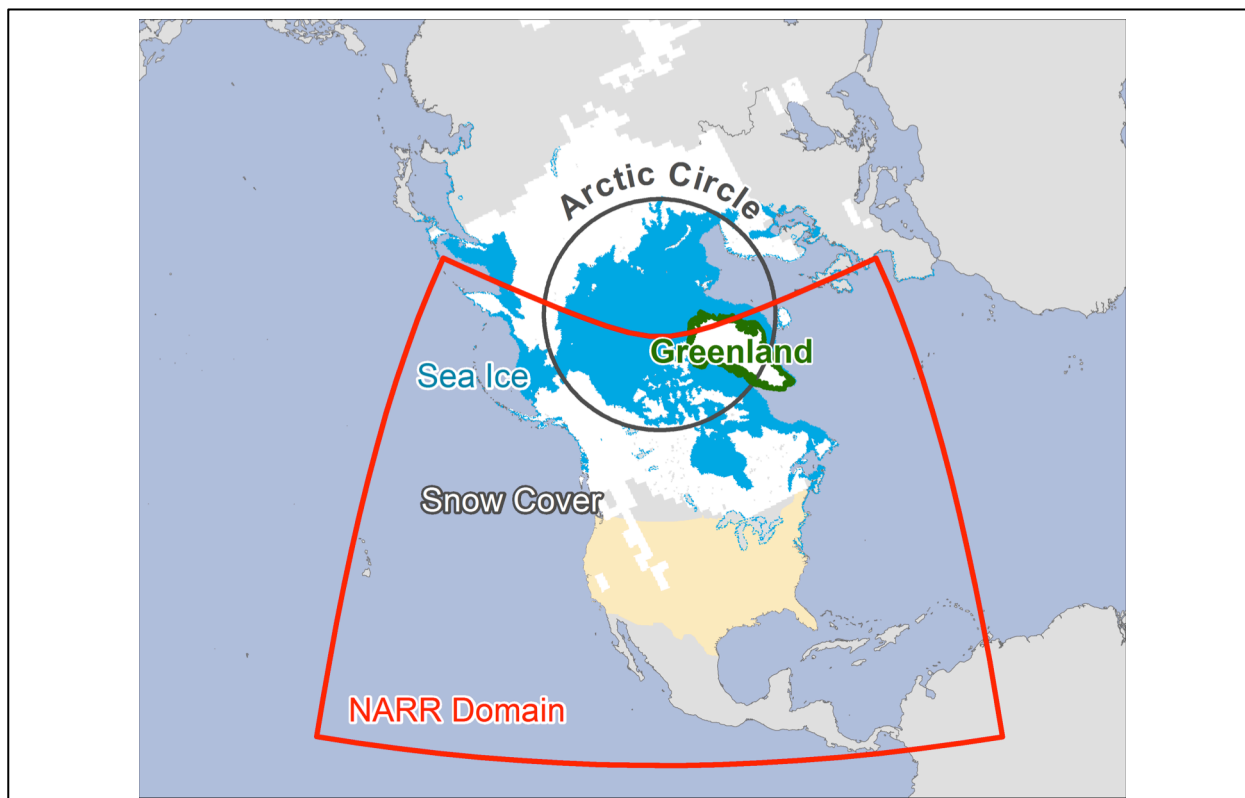 Arctic Circle
Greenland
Sea Ice
Snow Cover
NARR Domain